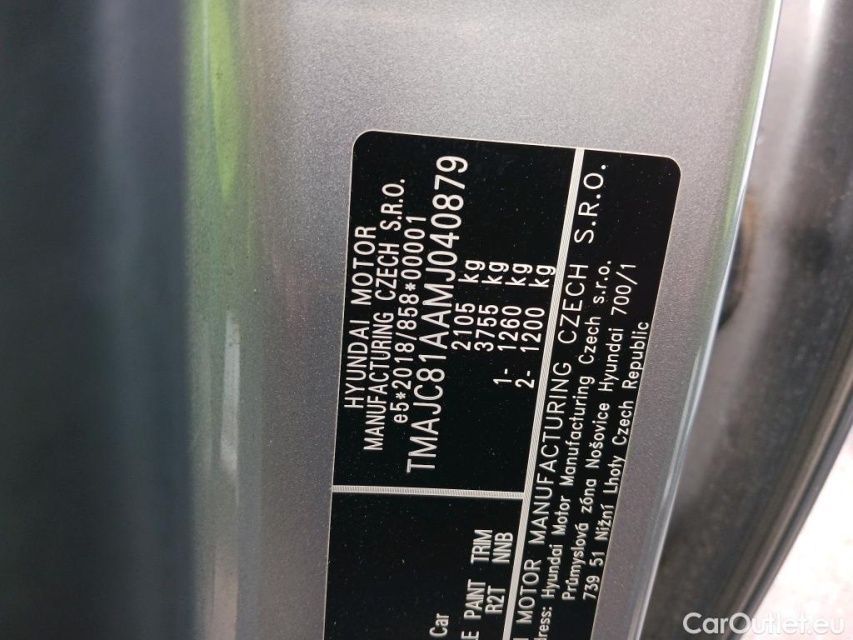 HYUNDAI MOTOR
MANUFACTURING CZECH S.R.O.
e5*2018/858*00001
TMAJC81AAMJ040879
2105 kg
3755 kg
1- 1260 kg
2- 1200 kg
Car
PAINT TRIM
R2T NNB
MOTOR MANUFACTURING CZECH S.R.O.
Hyundai Motor Manufacturing Czech s.r.o.
Průmyslová zóna Nošovice Hyundai 700/1
739 51 Nižní Lhoty Czech Republic
CarOutlet.eu